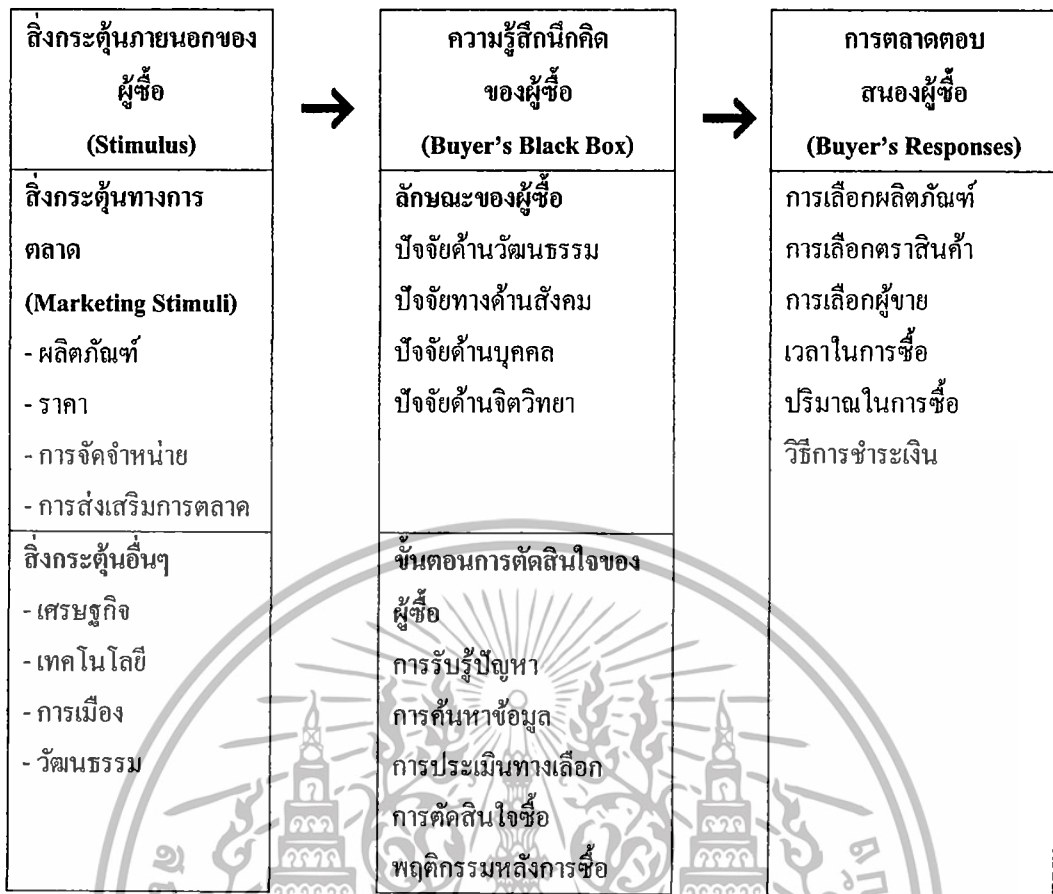 สิ่งกระตุ้นภายนอกของ
ผู้ซื้อ
(Stimulus)
สิ่งกระตุ้นทางการ
ตลาด
(Marketing Stimuli)
- ผลิตภัณฑ์
- ราคา
- การจัดจำหน่าย
- การส่งเสริมการตลาด
สิ่งกระตุ้นอื่นๆ
- เศรษฐกิจ
- เทคโนโลยี
- การเมือง
- วัฒนธรรม
→
ความรู้สึกนึกคิด
ของผู้ซื้อ
(Buyer's Black Box)
ลักษณะของผู้ซื้อ
ปัจจัยด้านวัฒนธรรม
ปัจจัยทางด้านสังคม
ปัจจัยด้านบุคคล
ปัจจัยด้านจิตวิทยา
ขั้นตอนการตัดสินใจของ
ผู้ซื้อ
การรับรู้ปัญหา
การค้นหาข้อมูล
การประเมินทางเลือก
การตัดสินใจซื้อ
พฤติกรรมหลังการซื้อ
→
การตลาดตอบ
สนองผู้ซื้อ
(Buyer's Responses)
การเลือกผลิตภัณฑ์
การเลือกตราสินค้า
การเลือกผู้ขาย
เวลาในการซื้อ
ปริมาณในการซื้อ
วิธีการชำระเงิน